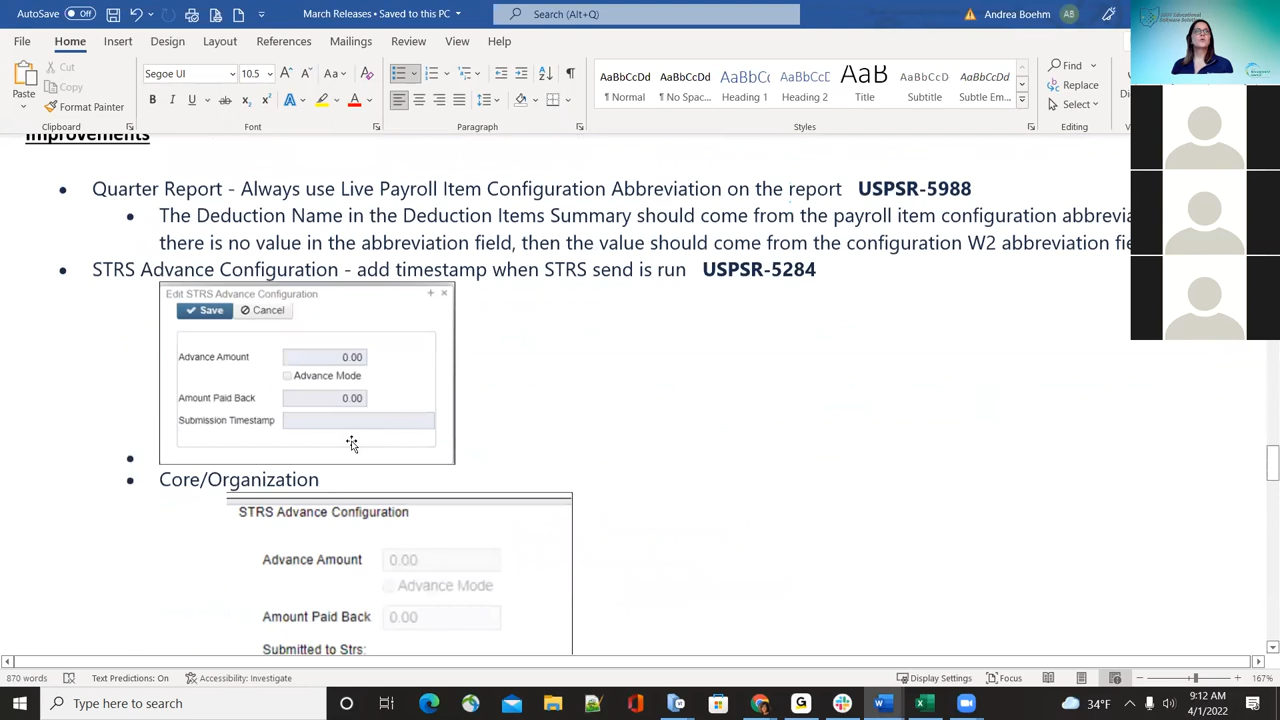 AutoSave Off March Releases - Saved to this PC Search (Alt+Q) Andrea Boehm AB
File Home Insert Design Layout References Mailings Review View Help
Cut
Copy
Paste
Format Painter
Clipboard
Segoe UI 10.5
Font
Paragraph
AaBbCcDd AaBbCcDd AaBbCc AaBbCcD AaB AaBbCcD AaBbCcDd
¶ Normal ¶ No Spac... Heading 1 Heading 2 Title Subtitle Subtle Em...
Styles
Find
Replace
Select
Editing
Improvements
Quarter Report - Always use Live Payroll Item Configuration Abbreviation on the report USPSR-5988
The Deduction Name in the Deduction Items Summary should come from the payroll item configuration abbrevia
there is no value in the abbreviation field, then the value should come from the configuration W2 abbreviation fie
STRS Advance Configuration - add timestamp when STRS send is run USPSR-5284
Edit STRS Advance Configuration
Save Cancel
Advance Amount 0.00
Advance Mode
Amount Paid Back 0.00
Submission Timestamp
Core/Organization
STRS Advance Configuration
Advance Amount 0.00
Advance Mode
Amount Paid Back 0.00
Submitted to Strs:
870 words Text Predictions: On Accessibility: Investigate Display Settings Focus 167%
Type here to search 34°F 9:12 AM
4/1/2022